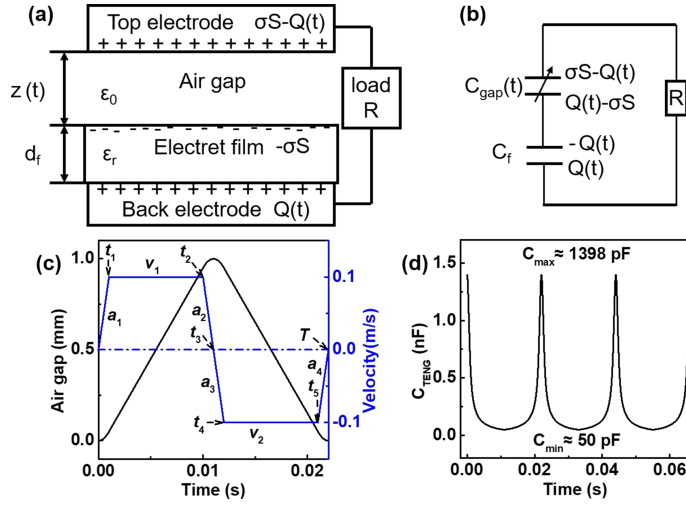 (a)
Top electrode σS-Q(t)
+ + + + + + + + + + + + +
Air gap
z (t)
ε₀
load
R
d_f
ε_r
Electret film -σS
+ + + + + + + + + + + + +
Back electrode Q(t)
(b)
C_gap(t)
σS-Q(t)
Q(t)-σS
R
C_f
-Q(t)
Q(t)
(c)
Air gap (mm)
1.0
0.5
0.0
t₁
v₁
t₂
a₁
a₂
t₃
T
a₃
a₄
t₄
t₅
v₂
0.1
0.0
-0.1
Velocity(m/s)
0.00
0.01
0.02
Time (s)
(d)
C_TENG (nF)
1.5
1.0
0.5
0.0
C_max≈ 1398 pF
C_min≈ 50 pF
0.00
0.02
0.04
0.06
Time (s)